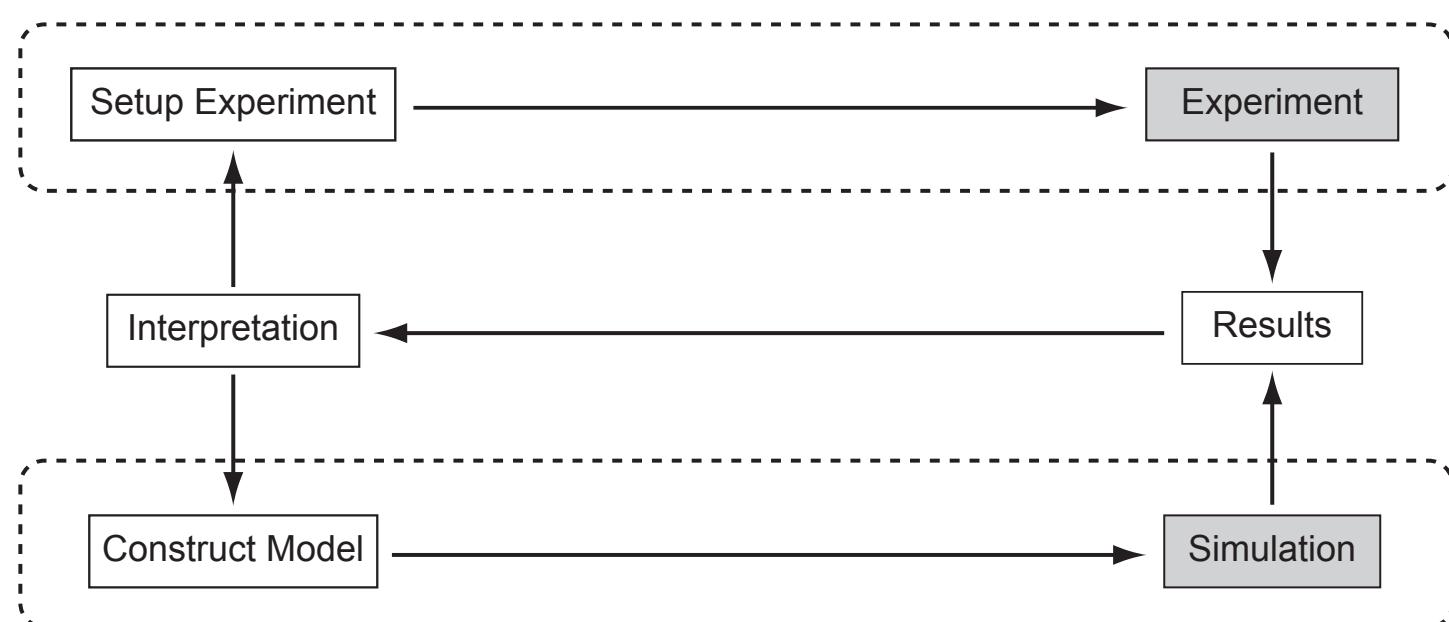 Setup Experiment
Experiment
Interpretation
Results
Construct Model
Simulation